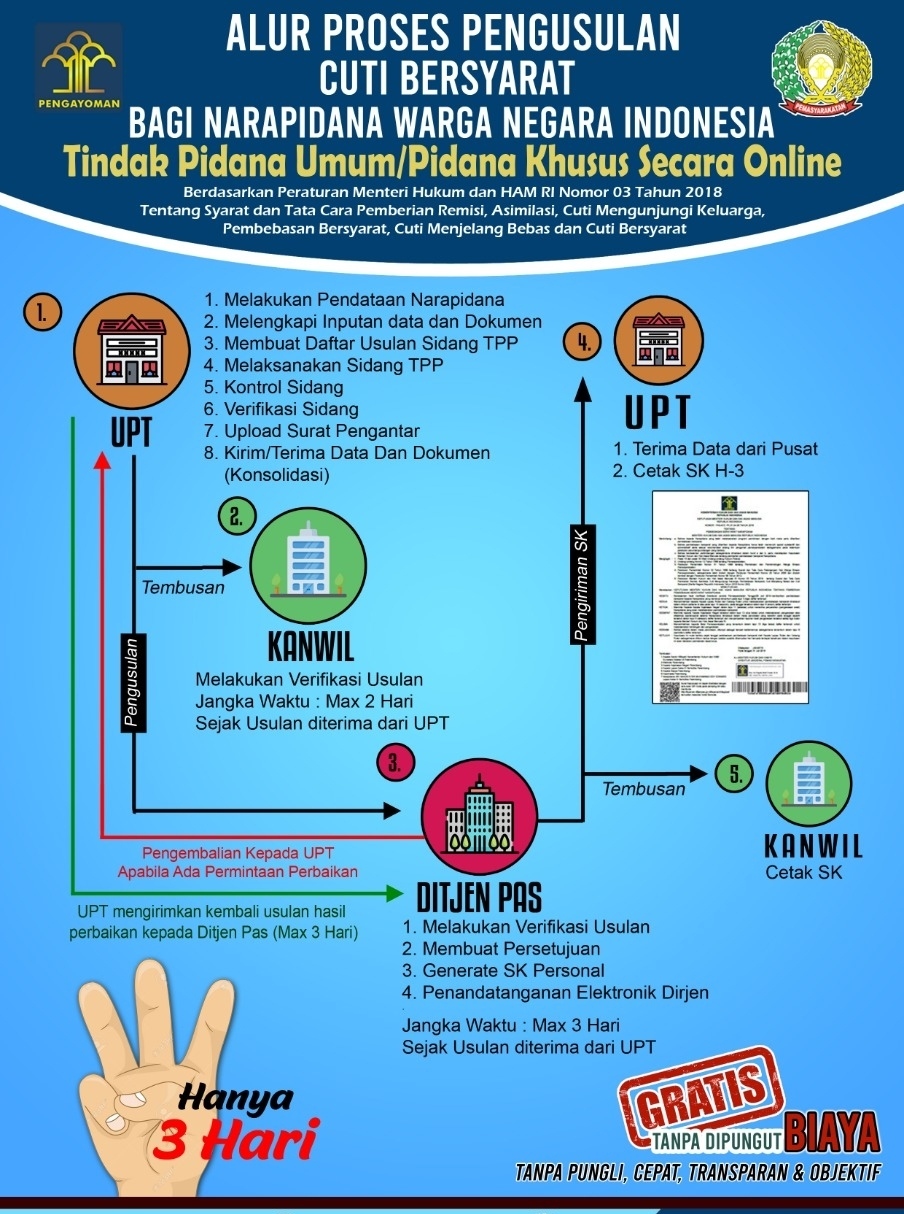 PENGAYOMAN
ALUR PROSES PENGUSULAN
CUTI BERSYARAT
BAGI NARAPIDANA WARGA NEGARA INDONESIA
Tindak Pidana Umum/Pidana Khusus Secara Online
Berdasarkan Peraturan Menteri Hukum dan HAM RI Nomor 03 Tahun 2018
Tentang Syarat dan Tata Cara Pemberian Remisi, Asimilasi, Cuti Mengunjungi Keluarga,
Pembebasan Bersyarat, Cuti Menjelang Bebas dan Cuti Bersyarat
PEMASYARAKATAN
1.
UPT
1. Melakukan Pendataan Narapidana
2. Melengkapi Inputan data dan Dokumen
3. Membuat Daftar Usulan Sidang TPP
4. Melaksanakan Sidang TPP
5. Kontrol Sidang
6. Verifikasi Sidang
7. Upload Surat Pengantar
8. Kirim/Terima Data Dan Dokumen
(Konsolidasi)
4.
UPT
1. Terima Data dari Pusat
2. Cetak SK H-3
2.
Tembusan
KANWIL
Melakukan Verifikasi Usulan
Jangka Waktu : Max 2 Hari
Sejak Usulan diterima dari UPT
Pengusulan
Pengiriman SK
3.
DITJEN PAS
1. Melakukan Verifikasi Usulan
2. Membuat Persetujuan
3. Generate SK Personal
4. Penandatanganan Elektronik Dirjen
Jangka Waktu : Max 3 Hari
Sejak Usulan diterima dari UPT
Tembusan
5.
KANWIL
Cetak SK
Pengembalian Kepada UPT
Apabila Ada Permintaan Perbaikan
UPT mengirimkan kembali usulan hasil
perbaikan kepada Ditjen Pas (Max 3 Hari)
Hanya
3 Hari
GRATIS
TANPA DIPUNGUT BIAYA
TANPA PUNGLI, CEPAT, TRANSPARAN & OBJEKTIF